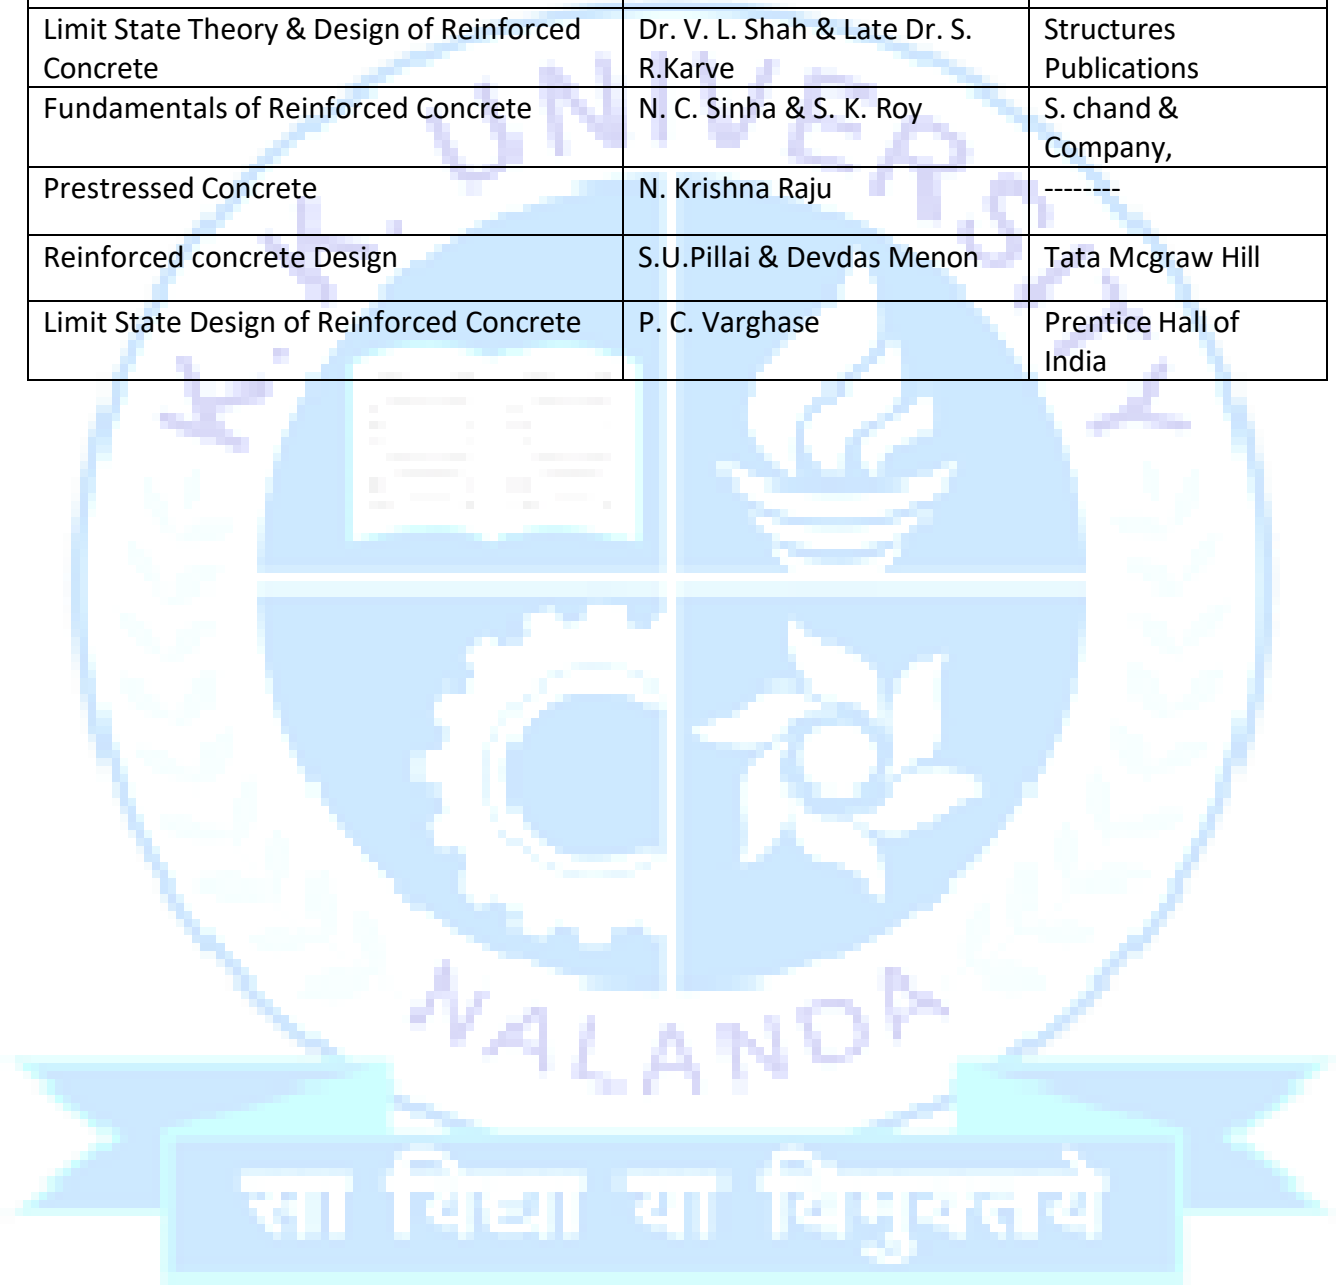 Limit State Theory & Design of Reinforced Dr. V. L. Shah & Late Dr. S. Structures
Concrete R.Karve Publications
Fundamentals of Reinforced Concrete N. C. Sinha & S. K. Roy S. chand &
Company,
Prestressed Concrete N. Krishna Raju --------
Reinforced concrete Design S.U.Pillai & Devdas Menon Tata Mcgraw Hill
Limit State Design of Reinforced Concrete P. C. Varghase Prentice Hall of
India
K. K. UNIVERSITY
NALANDA
सा विद्या या विमुक्तये